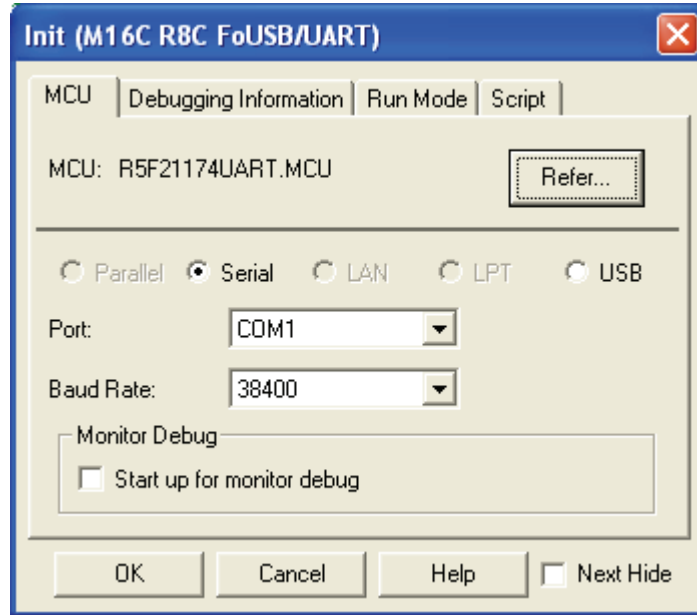 Init (M16C R8C FoUSB/UART)
MCU Debugging Information Run Mode Script
MCU: R5F21174UART.MCU Refer...
Parallel Serial LAN LPT USB
Port: COM1
Baud Rate: 38400
Monitor Debug
Start up for monitor debug
OK Cancel Help Next Hide